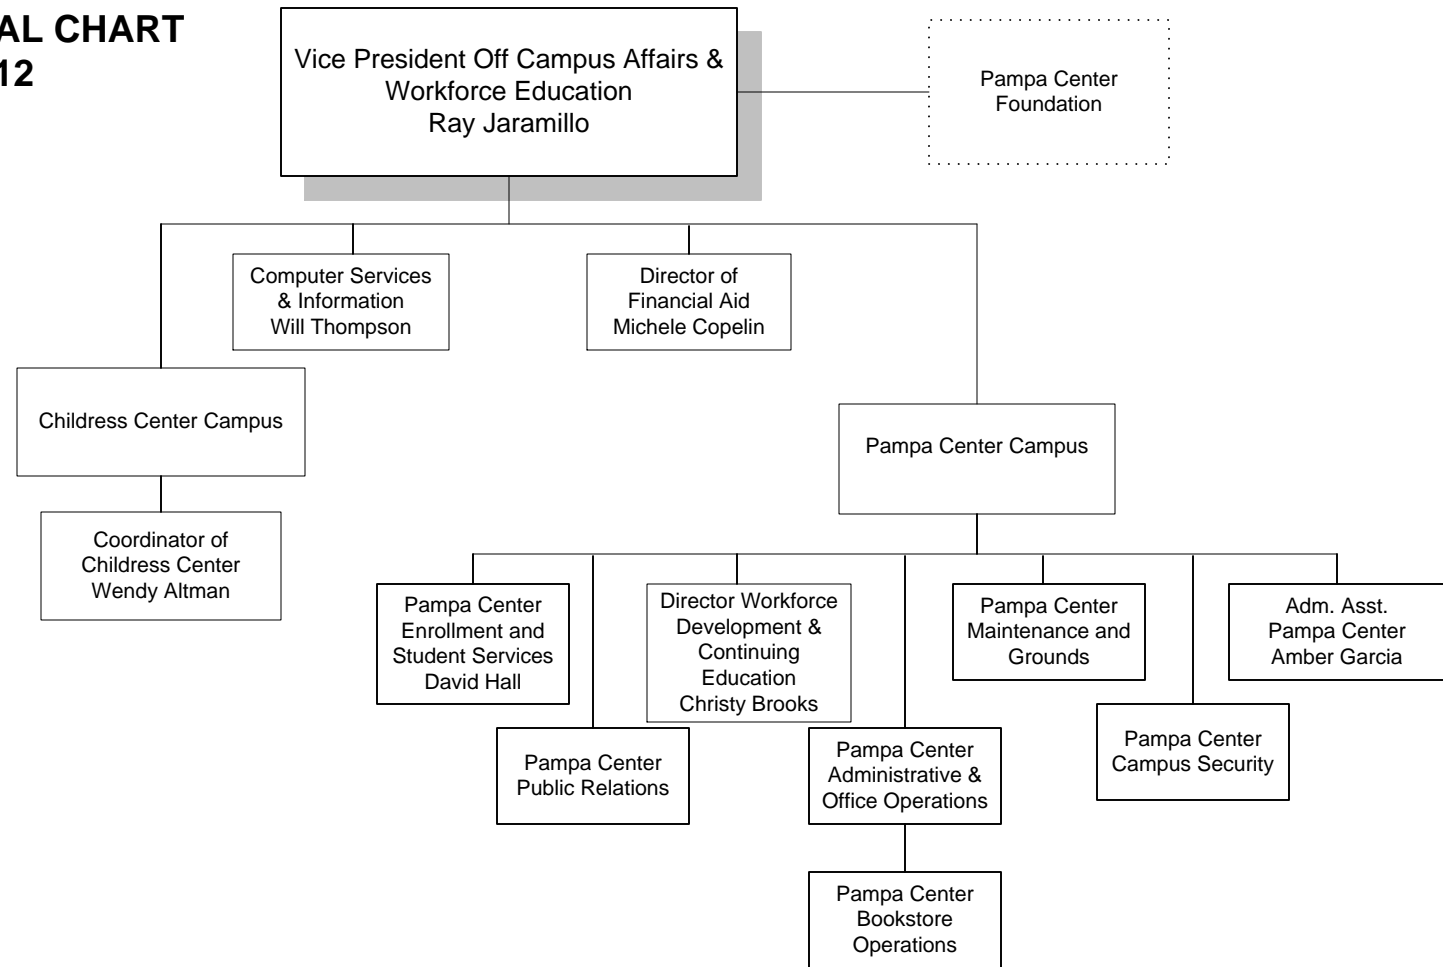 AL CHART
12
Vice President Off Campus Affairs &
Workforce Education
Ray Jaramillo
Pampa Center
Foundation
Computer Services
& Information
Will Thompson
Director of
Financial Aid
Michele Copelin
Childress Center Campus
Pampa Center Campus
Coordinator of
Childress Center
Wendy Altman
Pampa Center
Enrollment and
Student Services
David Hall
Director Workforce
Development &
Continuing
Education
Christy Brooks
Pampa Center
Maintenance and
Grounds
Adm. Asst.
Pampa Center
Amber Garcia
Pampa Center
Public Relations
Pampa Center
Administrative &
Office Operations
Pampa Center
Campus Security
Pampa Center
Bookstore
Operations